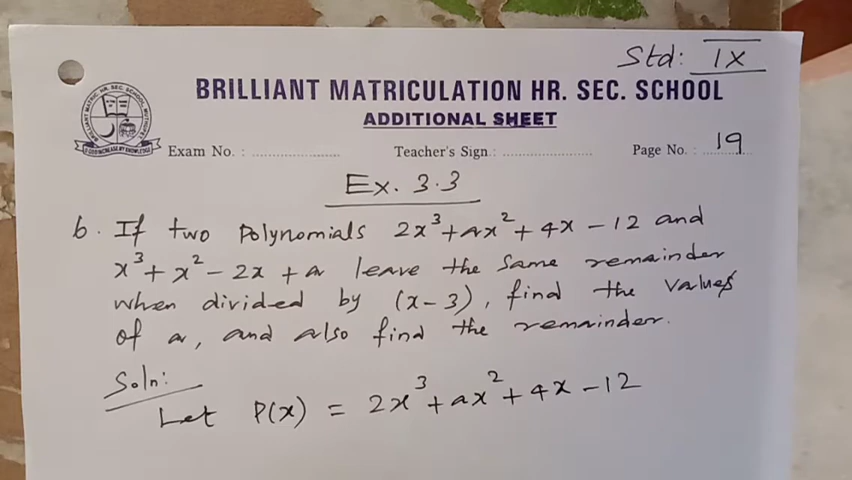 Std: IX
BRILLIANT MATRICULATION HR. SEC. SCHOOL
ADDITIONAL SHEET
Exam No. : ........................ Teacher's Sign : ........................ Page No. : 19
Ex. 3.3
6. If two Polynomials 2x³ + ax² + 4x - 12 and
x³ + x² - 2x + a leave the same remainder
when divided by (x - 3), find the values
of a, and also find the remainder.
Soln:
Let P(x) = 2x³ + ax² + 4x - 12